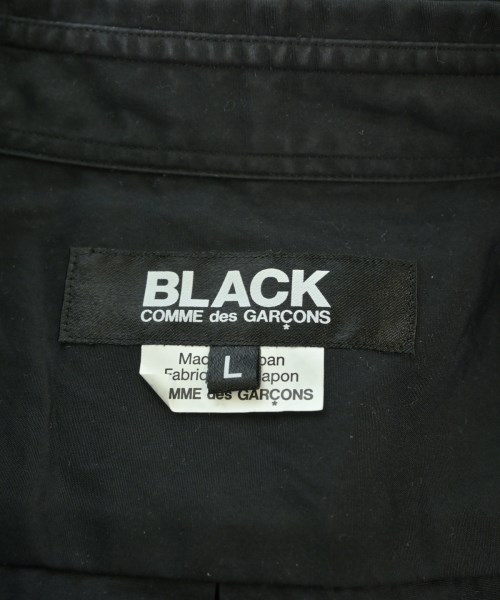 BLACK
COMME des GARÇONS
L
MME des GARÇONS